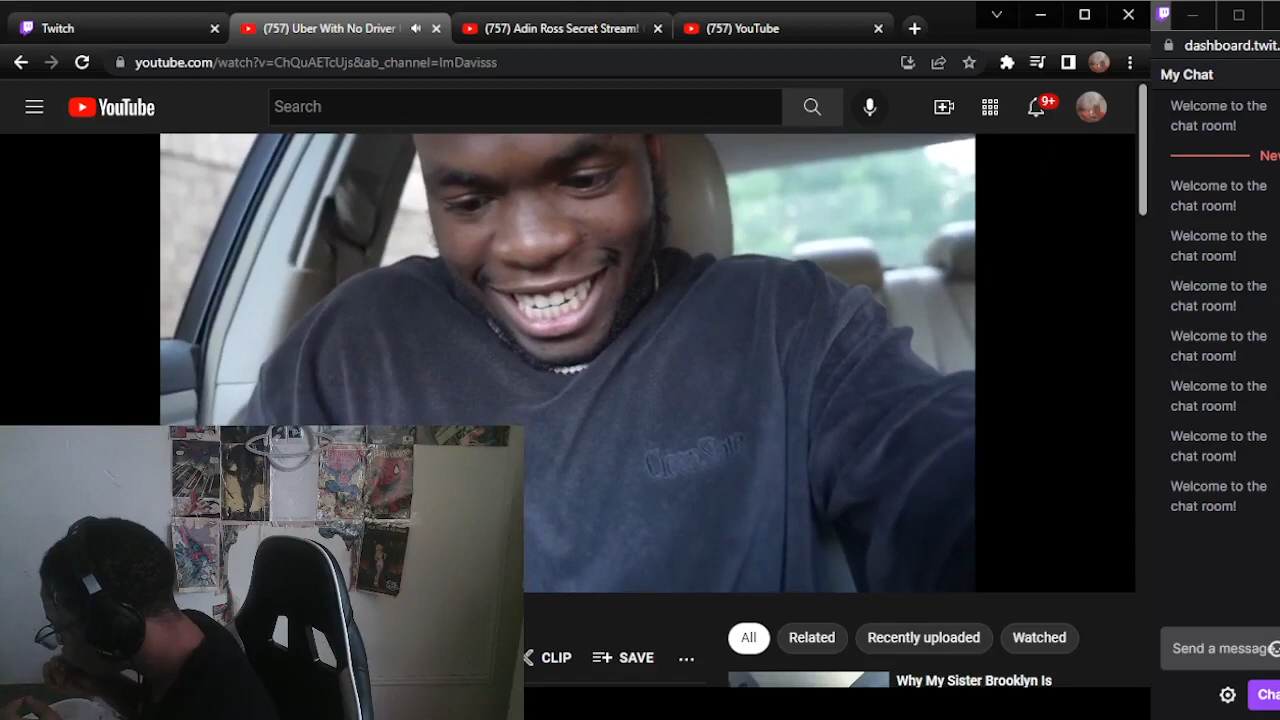 Twitch
(757) Uber With No Driver
(757) Adin Ross Secret Stream!
(757) YouTube
youtube.com/watch?v=ChQuAETcUjs&ab_channel=ImDavisss
dashboard.twit
My Chat
YouTube
Search
9+
Welcome to the
chat room!
Nev
Welcome to the
chat room!
Welcome to the
chat room!
Welcome to the
chat room!
Welcome to the
chat room!
Welcome to the
chat room!
Welcome to the
chat room!
Welcome to the
chat room!
All
Related
Recently uploaded
Watched
CLIP
SAVE
Send a message
Why My Sister Brooklyn Is
Cha